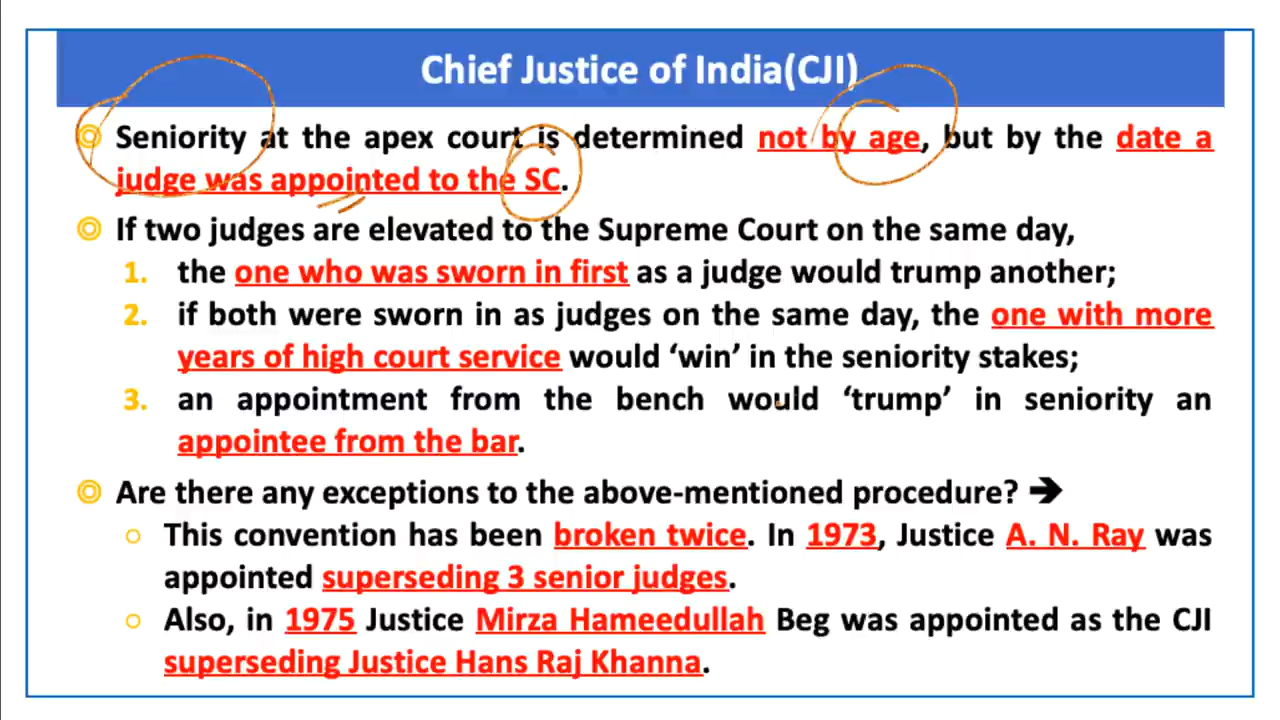 Chief Justice of India(CJI)
Seniority at the apex court is determined not by age, but by the date a
judge was appointed to the SC.
If two judges are elevated to the Supreme Court on the same day,
1. the one who was sworn in first as a judge would trump another;
2. if both were sworn in as judges on the same day, the one with more
years of high court service would ‘win’ in the seniority stakes;
3. an appointment from the bench would ‘trump’ in seniority an
appointee from the bar.
Are there any exceptions to the above-mentioned procedure? ➔
This convention has been broken twice. In 1973, Justice A. N. Ray was
appointed superseding 3 senior judges.
Also, in 1975 Justice Mirza Hameedullah Beg was appointed as the CJI
superseding Justice Hans Raj Khanna.